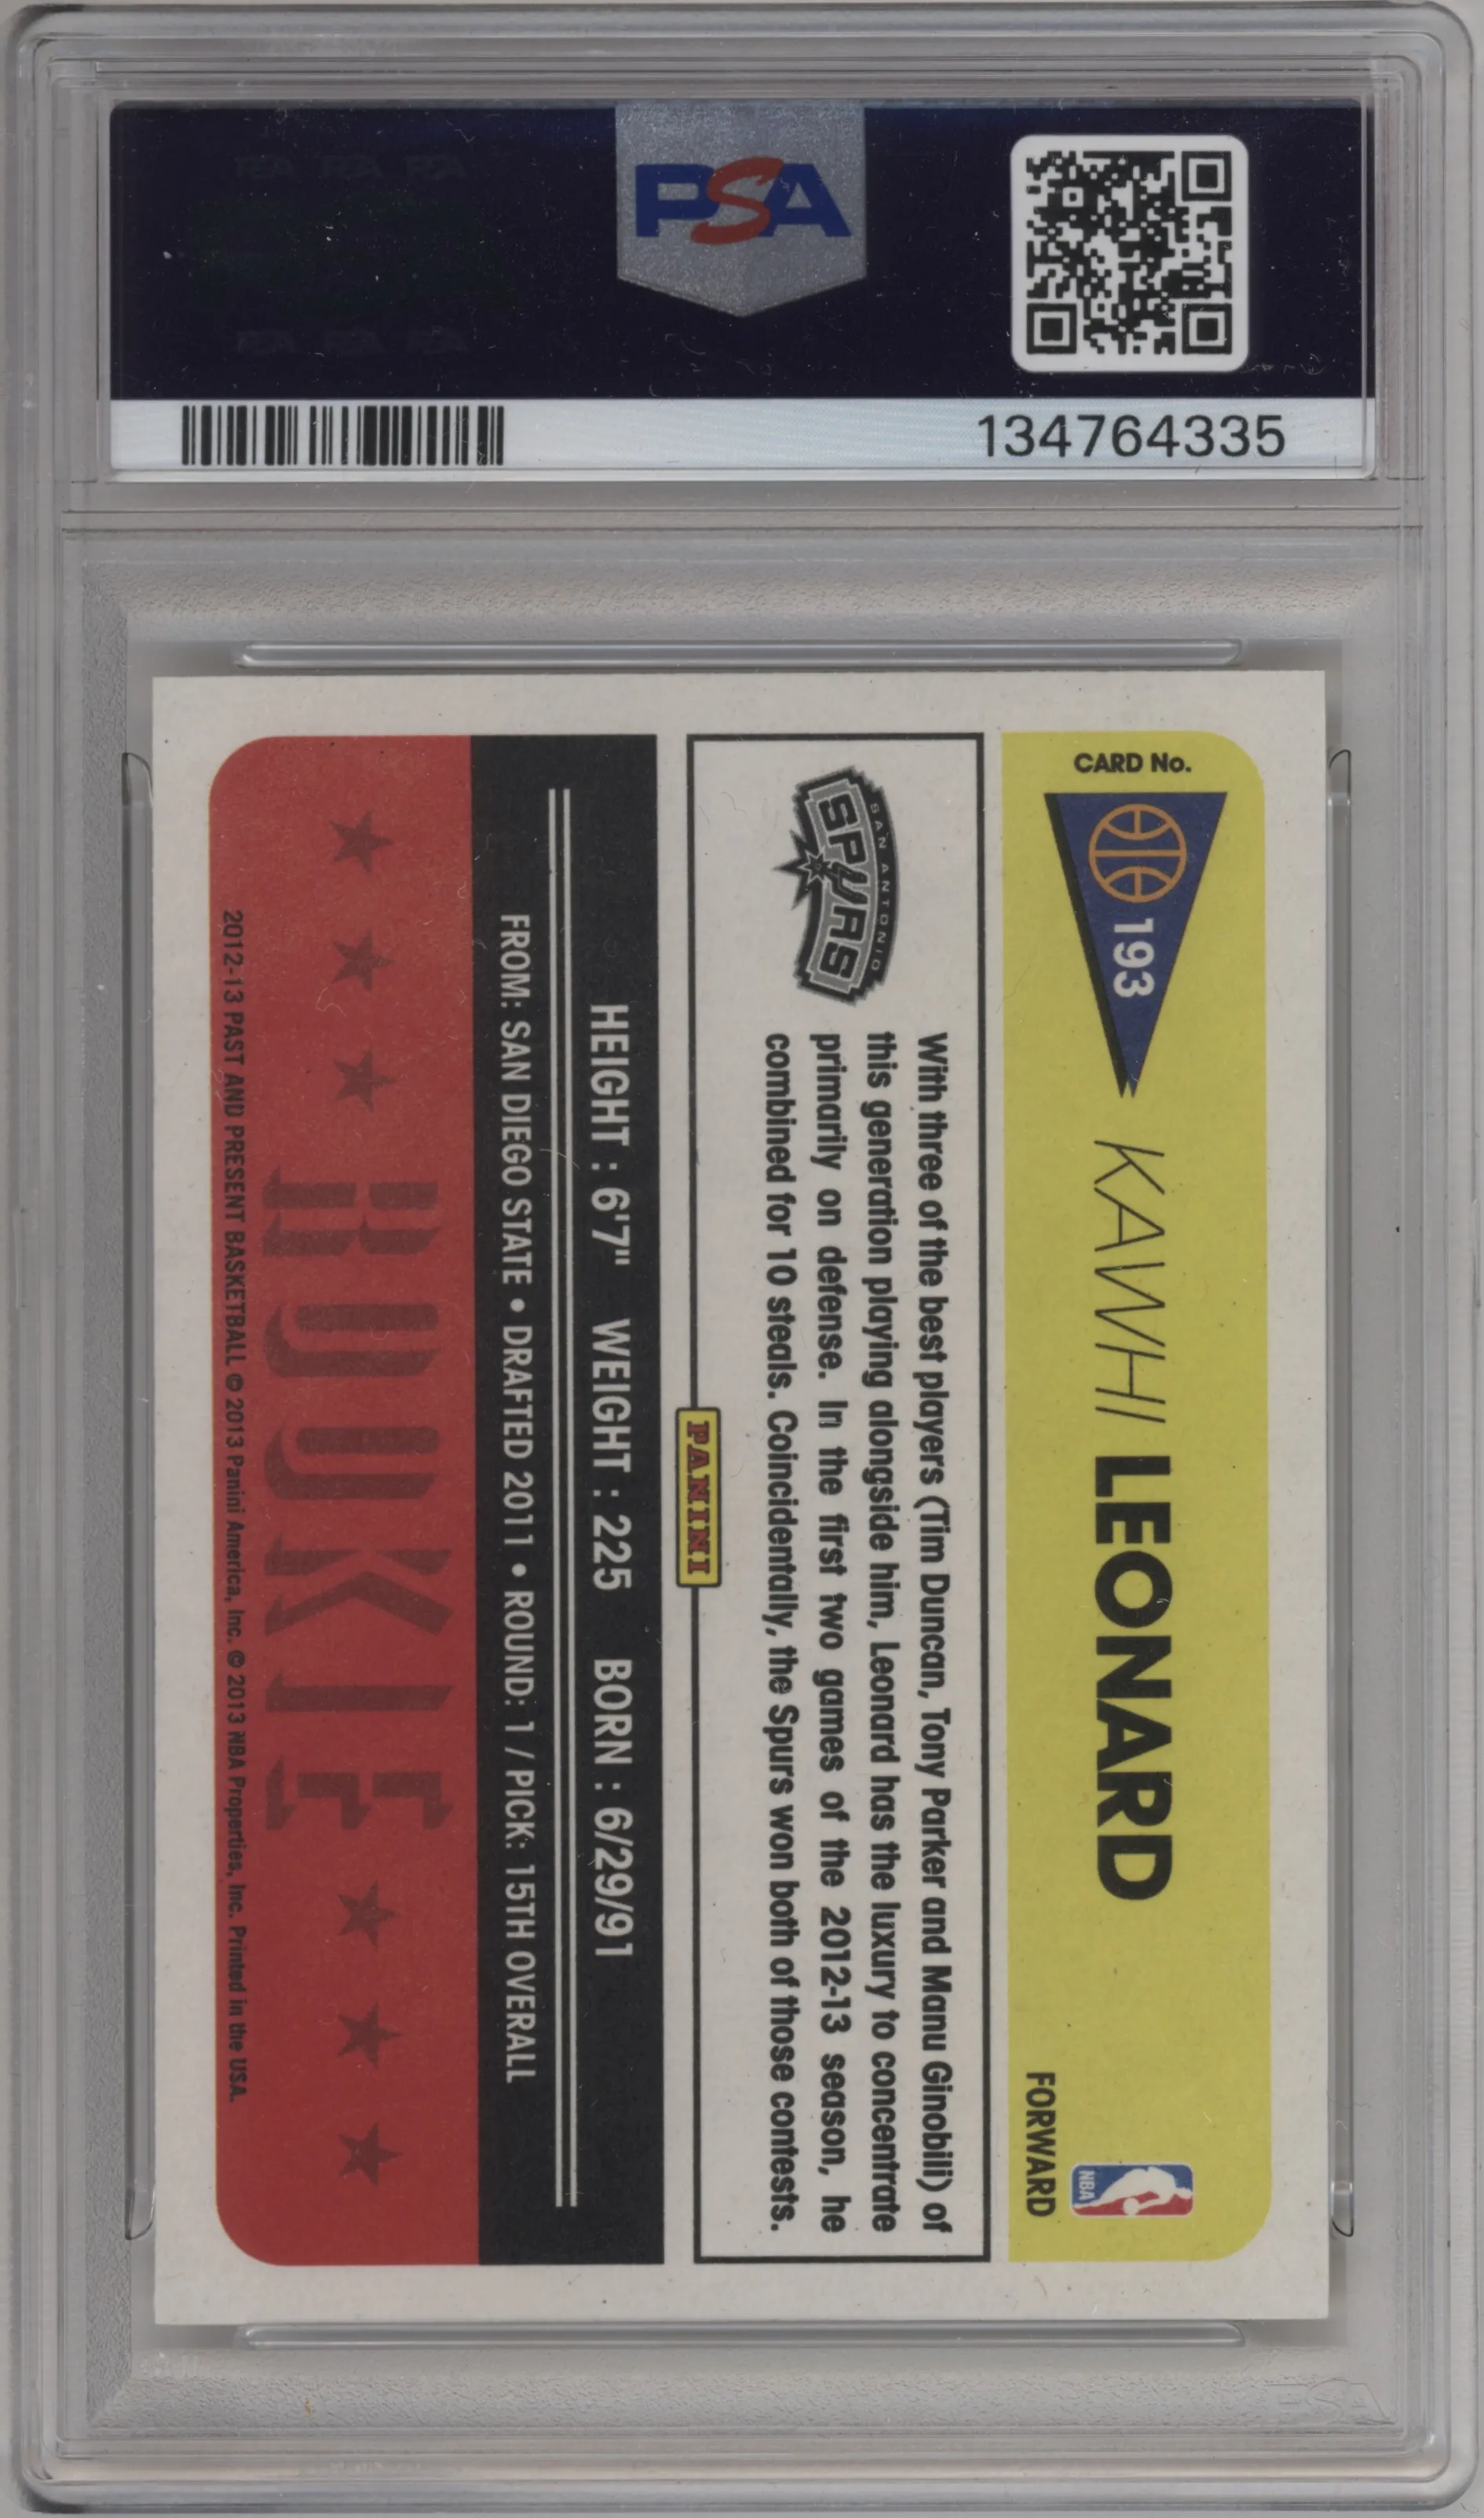 PSA
134764335
CARD No.
193
KAWHI LEONARD
FORWARD
NBA
SAN ANTONIO
SPURS
With three of the best players (Tim Duncan, Tony Parker and Manu Ginobili) of
this generation playing alongside him, Leonard has the luxury to concentrate
primarily on defense. In the first two games of the 2012-13 season, he
combined for 10 steals. Coincidentally, the Spurs won both of those contests.
PANINI
HEIGHT : 6'7" WEIGHT : 225 BORN : 6/29/91
FROM: SAN DIEGO STATE • DRAFTED 2011 • ROUND: 1 / PICK: 15TH OVERALL
ROOKIE
2012-13 PAST AND PRESENT BASKETBALL © 2013 Panini America, Inc. © 2013 NBA Properties, Inc. Printed in the USA.
PSA